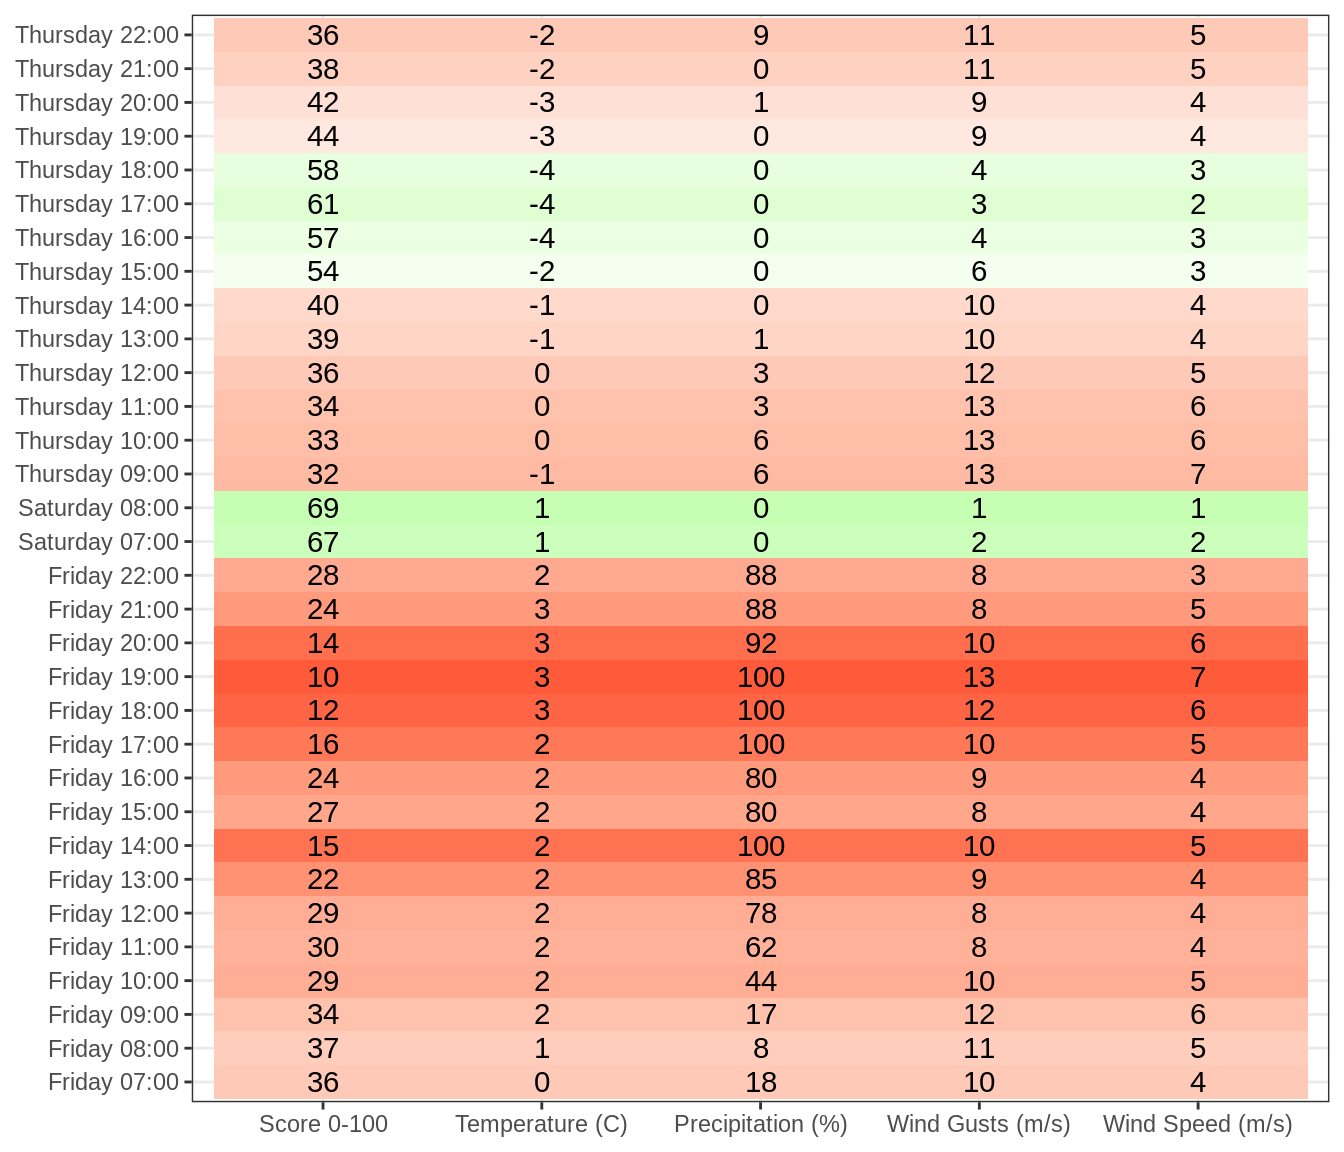 Thursday 22:00 36 -2 9 11 5
Thursday 21:00 38 -2 0 11 5
Thursday 20:00 42 -3 1 9 4
Thursday 19:00 44 -3 0 9 4
Thursday 18:00 58 -4 0 4 3
Thursday 17:00 61 -4 0 3 2
Thursday 16:00 57 -4 0 4 3
Thursday 15:00 54 -2 0 6 3
Thursday 14:00 40 -1 0 10 4
Thursday 13:00 39 -1 1 10 4
Thursday 12:00 36 0 3 12 5
Thursday 11:00 34 0 3 13 6
Thursday 10:00 33 0 6 13 6
Thursday 09:00 32 -1 6 13 7
Saturday 08:00 69 1 0 1 1
Saturday 07:00 67 1 0 2 2
Friday 22:00 28 2 88 8 3
Friday 21:00 24 3 88 8 5
Friday 20:00 14 3 92 10 6
Friday 19:00 10 3 100 13 7
Friday 18:00 12 3 100 12 6
Friday 17:00 16 2 100 10 5
Friday 16:00 24 2 80 9 4
Friday 15:00 27 2 80 8 4
Friday 14:00 15 2 100 10 5
Friday 13:00 22 2 85 9 4
Friday 12:00 29 2 78 8 4
Friday 11:00 30 2 62 8 4
Friday 10:00 29 2 44 10 5
Friday 09:00 34 2 17 12 6
Friday 08:00 37 1 8 11 5
Friday 07:00 36 0 18 10 4
Score 0-100 Temperature (C) Precipitation (%) Wind Gusts (m/s) Wind Speed (m/s)